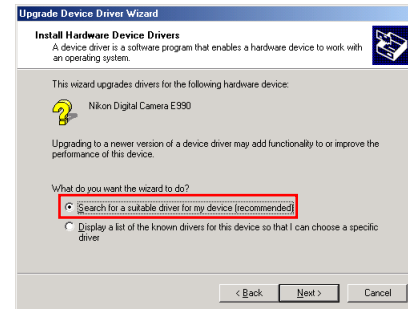 Upgrade Device Driver Wizard
Install Hardware Device Drivers
A device driver is a software program that enables a hardware device to work with
an operating system.
This wizard upgrades drivers for the following hardware device:
Nikon Digital Camera E990
Upgrading to a newer version of a device driver may add functionality to or improve the
performance of this device.
What do you want the wizard to do?
Search for a suitable driver for my device (recommended)
Display a list of the known drivers for this device so that I can choose a specific
driver
< Back Next > Cancel